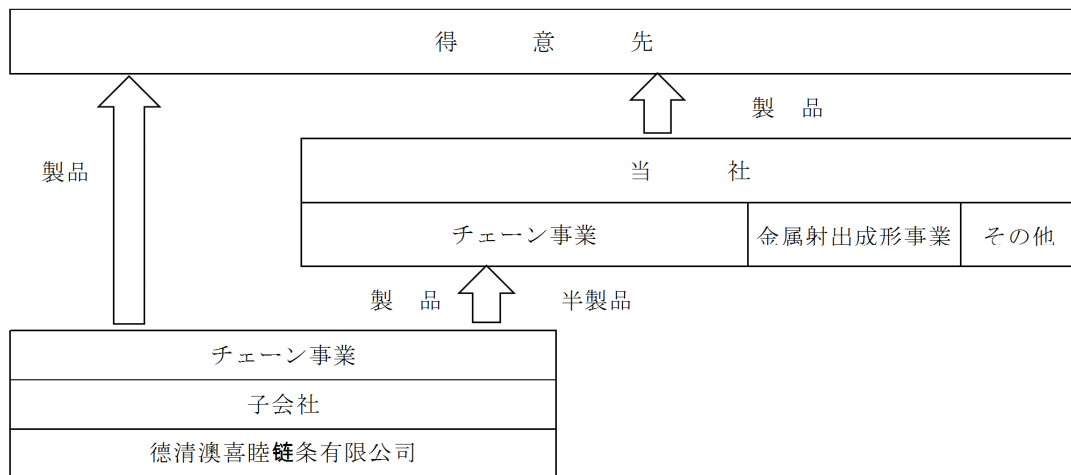 得意先
製品
製品
当社
チェーン事業
金属射出成形事業
その他
製品
半製品
チェーン事業
子会社
德清澳喜睦链条有限公司